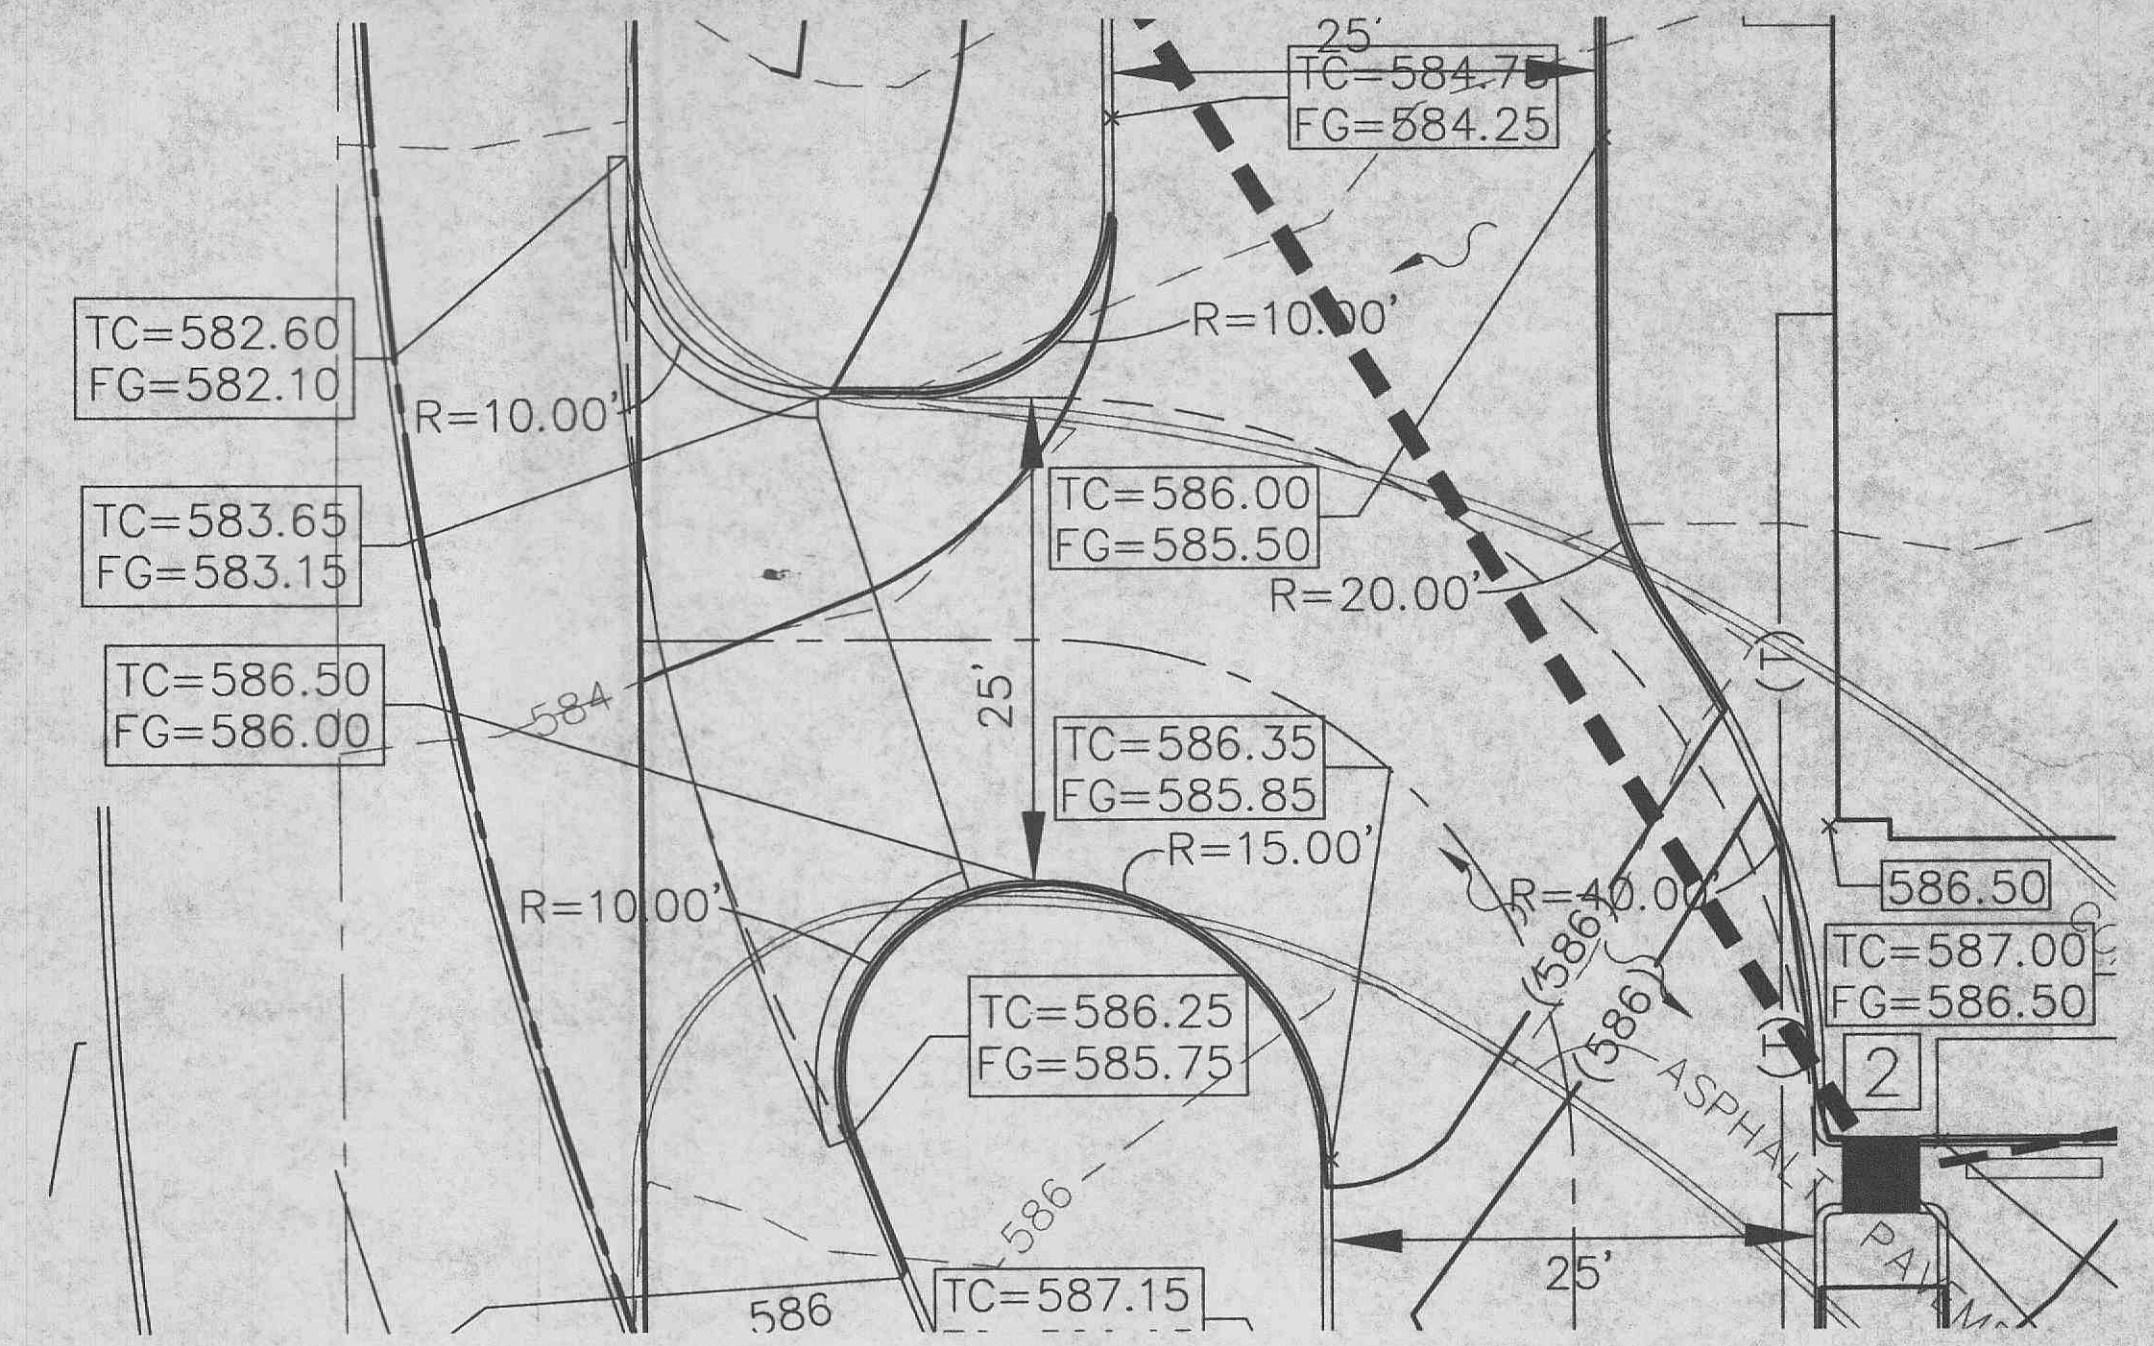 25'
TC=584.75
FG=584.25
R=10.00'
TC=582.60
FG=582.10
R=10.00'
TC=583.65
FG=583.15
TC=586.00
FG=585.50
R=20.00'
(T)
TC=586.50
FG=586.00
584
25'
TC=586.35
FG=585.85
R=15.00'
R=40.00'
586.50
R=10.00'
(586)
(586)
TC=587.00
FG=586.50
TC=586.25
FG=585.75
(T)
2
ASPHALT
586
25'
586
TC=587.15